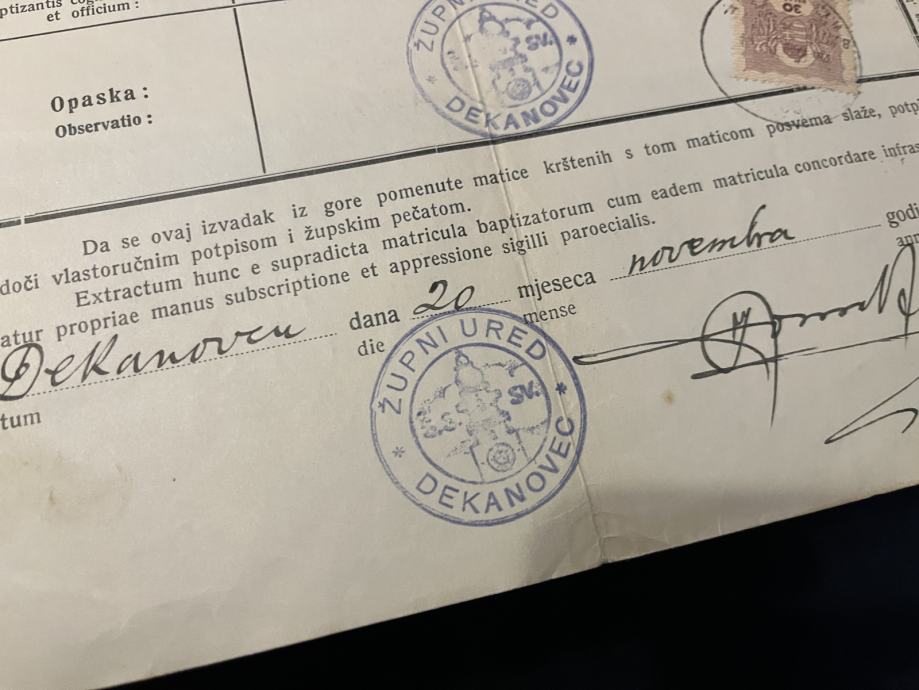 ptizantis
et officium:
ŽUPNI URED
SV.
DEKANOVEC
30
Opaska:
Observatio:
Da se ovaj izvadak iz gore pomenute matice krštenih s tom maticom posvema slaže, potp
doči vlastoručnim potpisom i župskim pečatom.
Extractum hunc e supradicta matricula baptizatorum cum eadem matricula concordare infras
atur propriae manus subscriptione et appressione sigilli paroecialis.
Dekanovcu dana 20 mjeseca novembra godi
tum die mense ann
ŽUPNI URED
SV.
DEKANOVEC